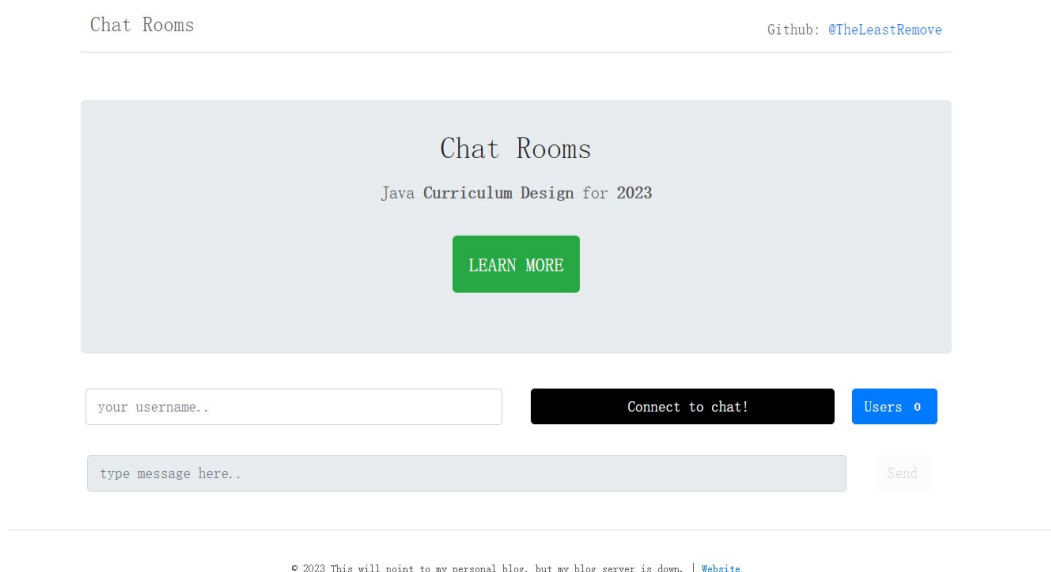 Chat Rooms
Github: @TheLeastRemove
Chat Rooms
Java Curriculum Design for 2023
LEARN MORE
your username..
Connect to chat!
Users 0
type message here..
Send
© 2023 This will point to my personal blog, but my blog server is down. | Website